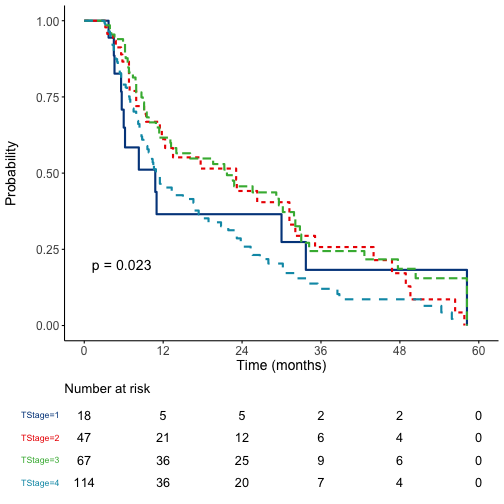 1.00
0.75
0.50
0.25
0.00
Probability
p = 0.023
0 12 24 36 48 60
Time (months)
Number at risk
TStage=1 18 5 5 2 2 0
TStage=2 47 21 12 6 4 0
TStage=3 67 36 25 9 6 0
TStage=4 114 36 20 7 4 0